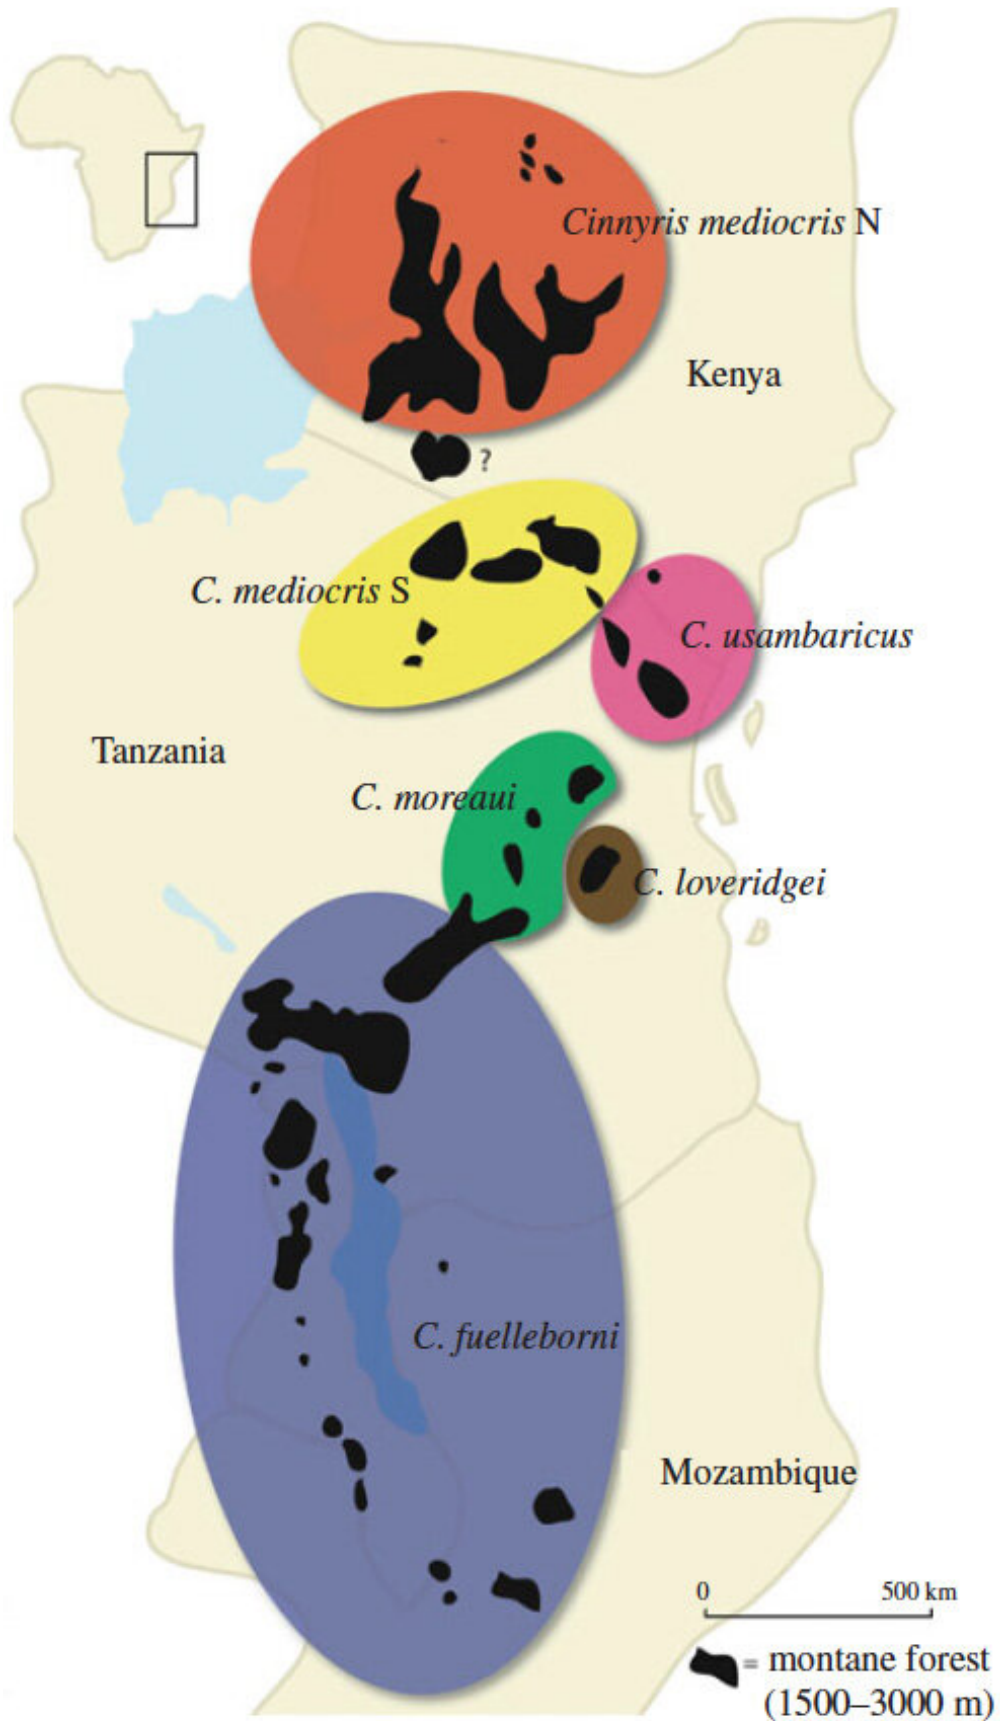 Cinnyris mediocris N
Kenya
?
C. mediocris S
C. usambaricus
Tanzania
C. moreaui
C. loveridgei
C. fuelleborni
Mozambique
0 500 km
= montane forest
(1500–3000 m)